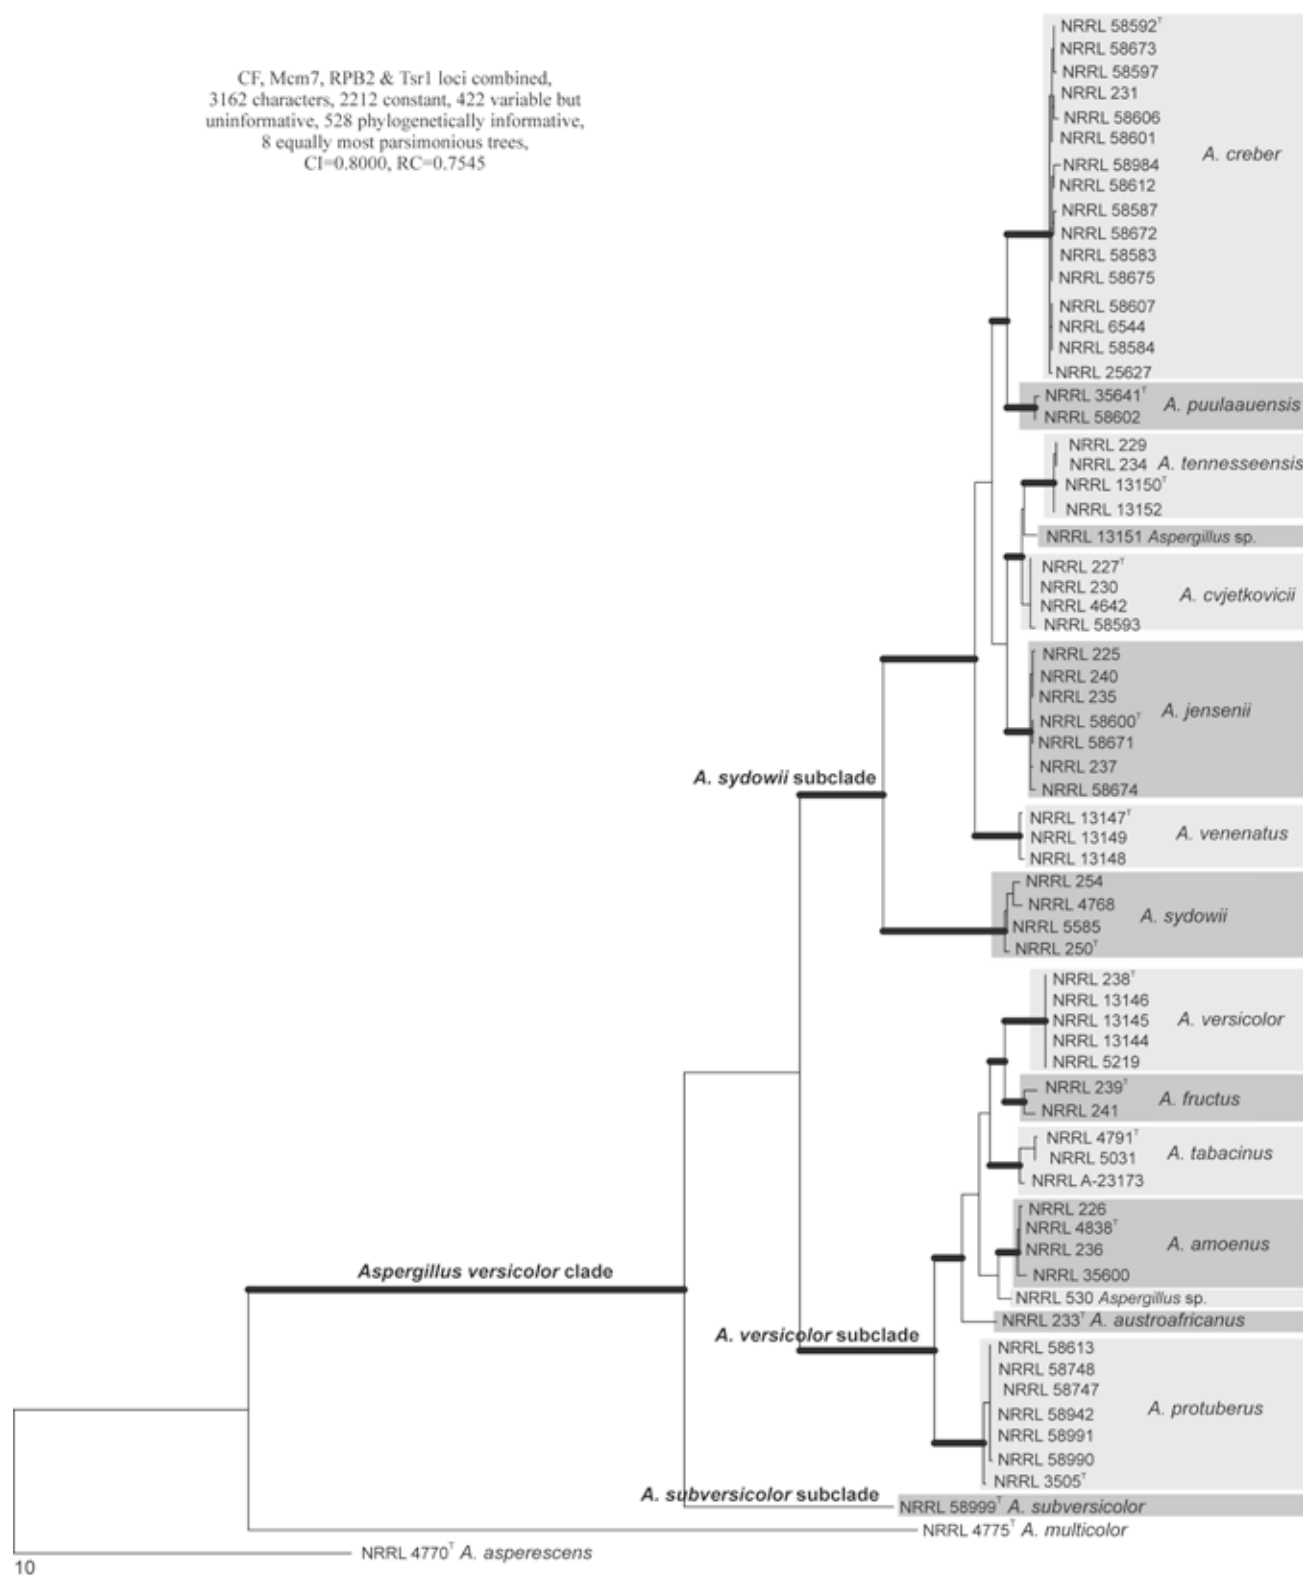 CF, Mcm7, RPB2 & Tsr1 loci combined,
3162 characters, 2212 constant, 422 variable but
uninformative, 528 phylogenetically informative,
8 equally most parsimonious trees,
CI=0.8000, RC=0.7545
NRRL 58592ᵀ
NRRL 58673
NRRL 58597
NRRL 231
NRRL 58606
NRRL 58601
A. creber
NRRL 58984
NRRL 58612
NRRL 58587
NRRL 58672
NRRL 58583
NRRL 58675
NRRL 58607
NRRL 6544
NRRL 58584
NRRL 25627
NRRL 35641ᵀ
A. puulaauensis
NRRL 58602
NRRL 229
NRRL 234
A. tennesseensis
NRRL 13150ᵀ
NRRL 13152
NRRL 13151 Aspergillus sp.
NRRL 227ᵀ
NRRL 230
A. cvjetkovicii
NRRL 4642
NRRL 58593
NRRL 225
NRRL 240
NRRL 235
A. jensenii
NRRL 58600ᵀ
NRRL 58671
NRRL 237
NRRL 58674
A. sydowii subclade
NRRL 13147ᵀ
NRRL 13149
A. venenatus
NRRL 13148
NRRL 254
NRRL 4768
A. sydowii
NRRL 5585
NRRL 250ᵀ
NRRL 238ᵀ
NRRL 13146
NRRL 13145
A. versicolor
NRRL 13144
NRRL 5219
NRRL 239ᵀ
A. fructus
NRRL 241
NRRL 4791ᵀ
NRRL 5031
A. tabacinus
NRRL A-23173
NRRL 226
NRRL 4838ᵀ
NRRL 236
A. amoenus
NRRL 35600
Aspergillus versicolor clade
NRRL 530 Aspergillus sp.
NRRL 233ᵀ A. austroafricanus
A. versicolor subclade
NRRL 58613
NRRL 58748
NRRL 58747
NRRL 58942
A. protuberus
NRRL 58991
NRRL 58990
NRRL 3505ᵀ
A. subversicolor subclade
NRRL 58999ᵀ A. subversicolor
NRRL 4775ᵀ A. multicolor
NRRL 4770ᵀ A. asperescens
10